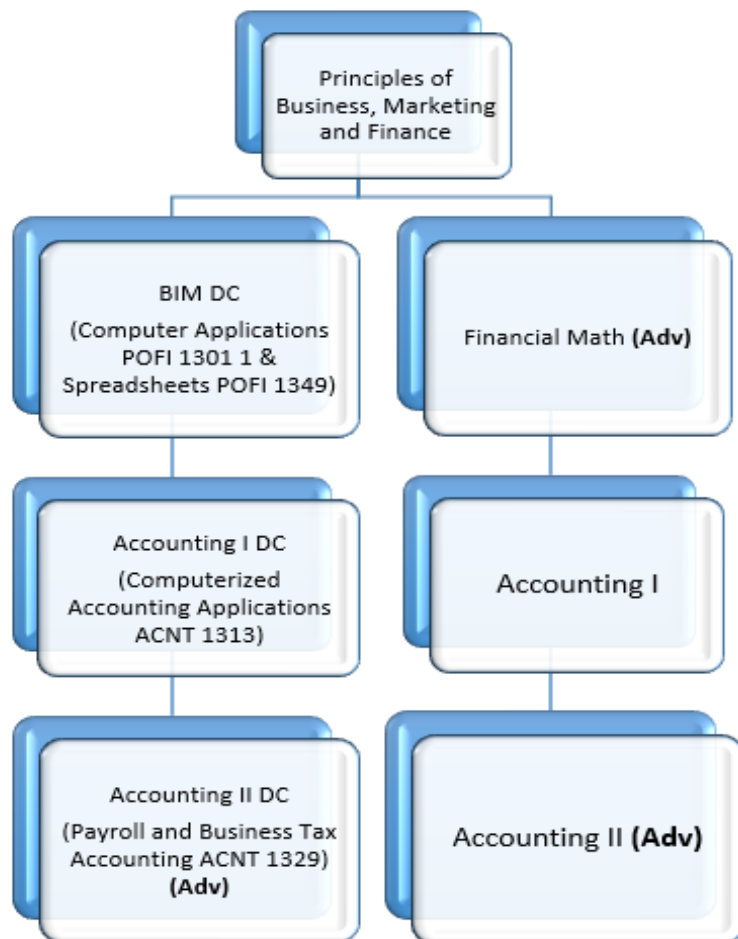 Principles of
Business, Marketing
and Finance
BIM DC
(Computer Applications
POFI 1301 1 &
Spreadsheets POFI 1349)
Financial Math (Adv)
Accounting I DC
(Computerized
Accounting Applications
ACNT 1313)
Accounting I
Accounting II DC
(Payroll and Business Tax
Accounting ACNT 1329)
(Adv)
Accounting II (Adv)